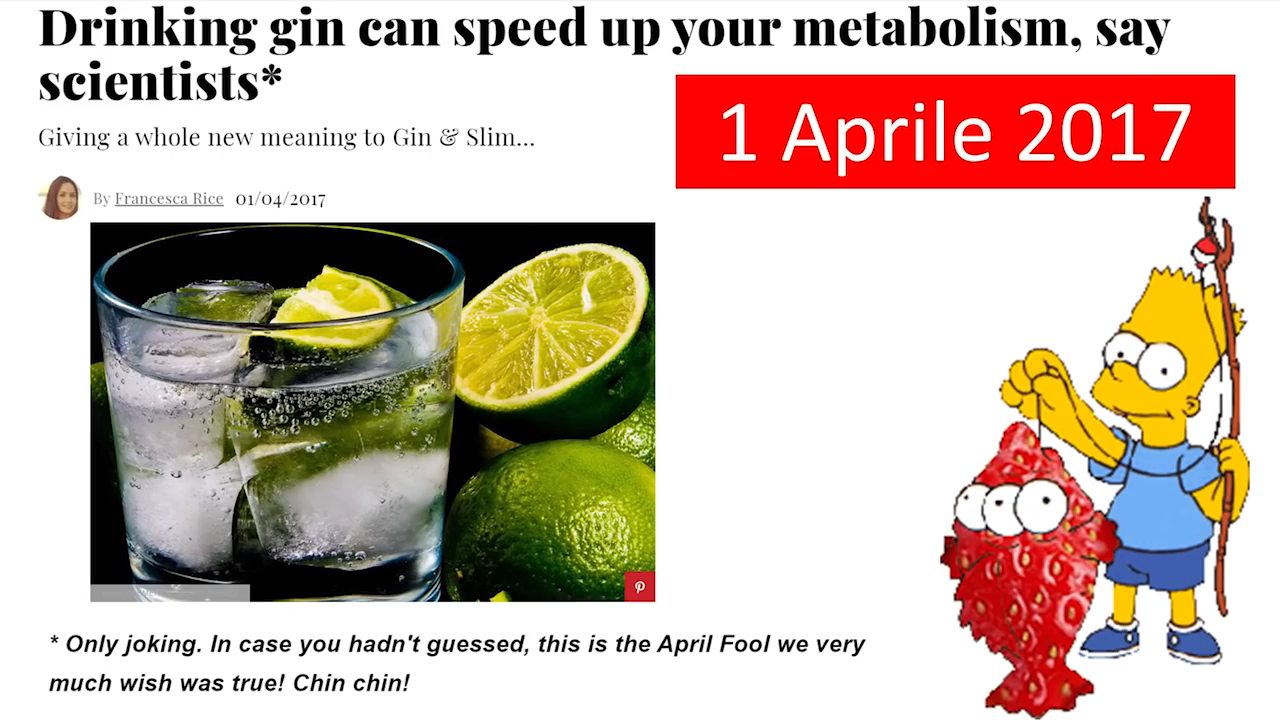 Drinking gin can speed up your metabolism, say
scientists*
1 Aprile 2017
Giving a whole new meaning to Gin & Slim...
By Francesca Rice 01/04/2017
* Only joking. In case you hadn't guessed, this is the April Fool we very
much wish was true! Chin chin!